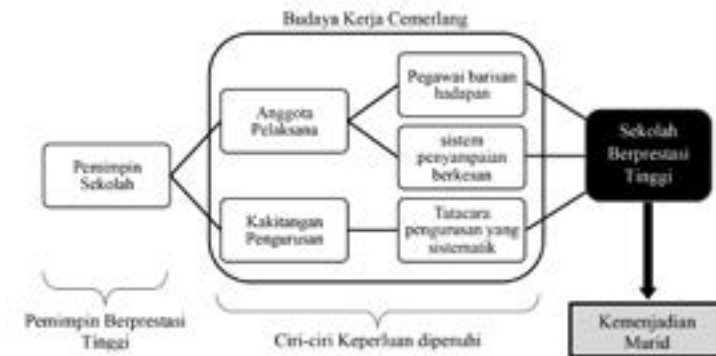 Budaya Kerja Cemerlang
Pemimpin
Sekolah
Anggota
Pelaksana
Kakitangan
Pengurusan
Pegawai barisan
hadapan
sistem
penyampaian
berkesan
Tatacara
pengurusan yang
sistematik
Sekolah
Berprestasi
Tinggi
Pemimpin Berprestasi
Tinggi
Ciri-ciri Keperluan dipenuhi
Kemenjadian
Murid